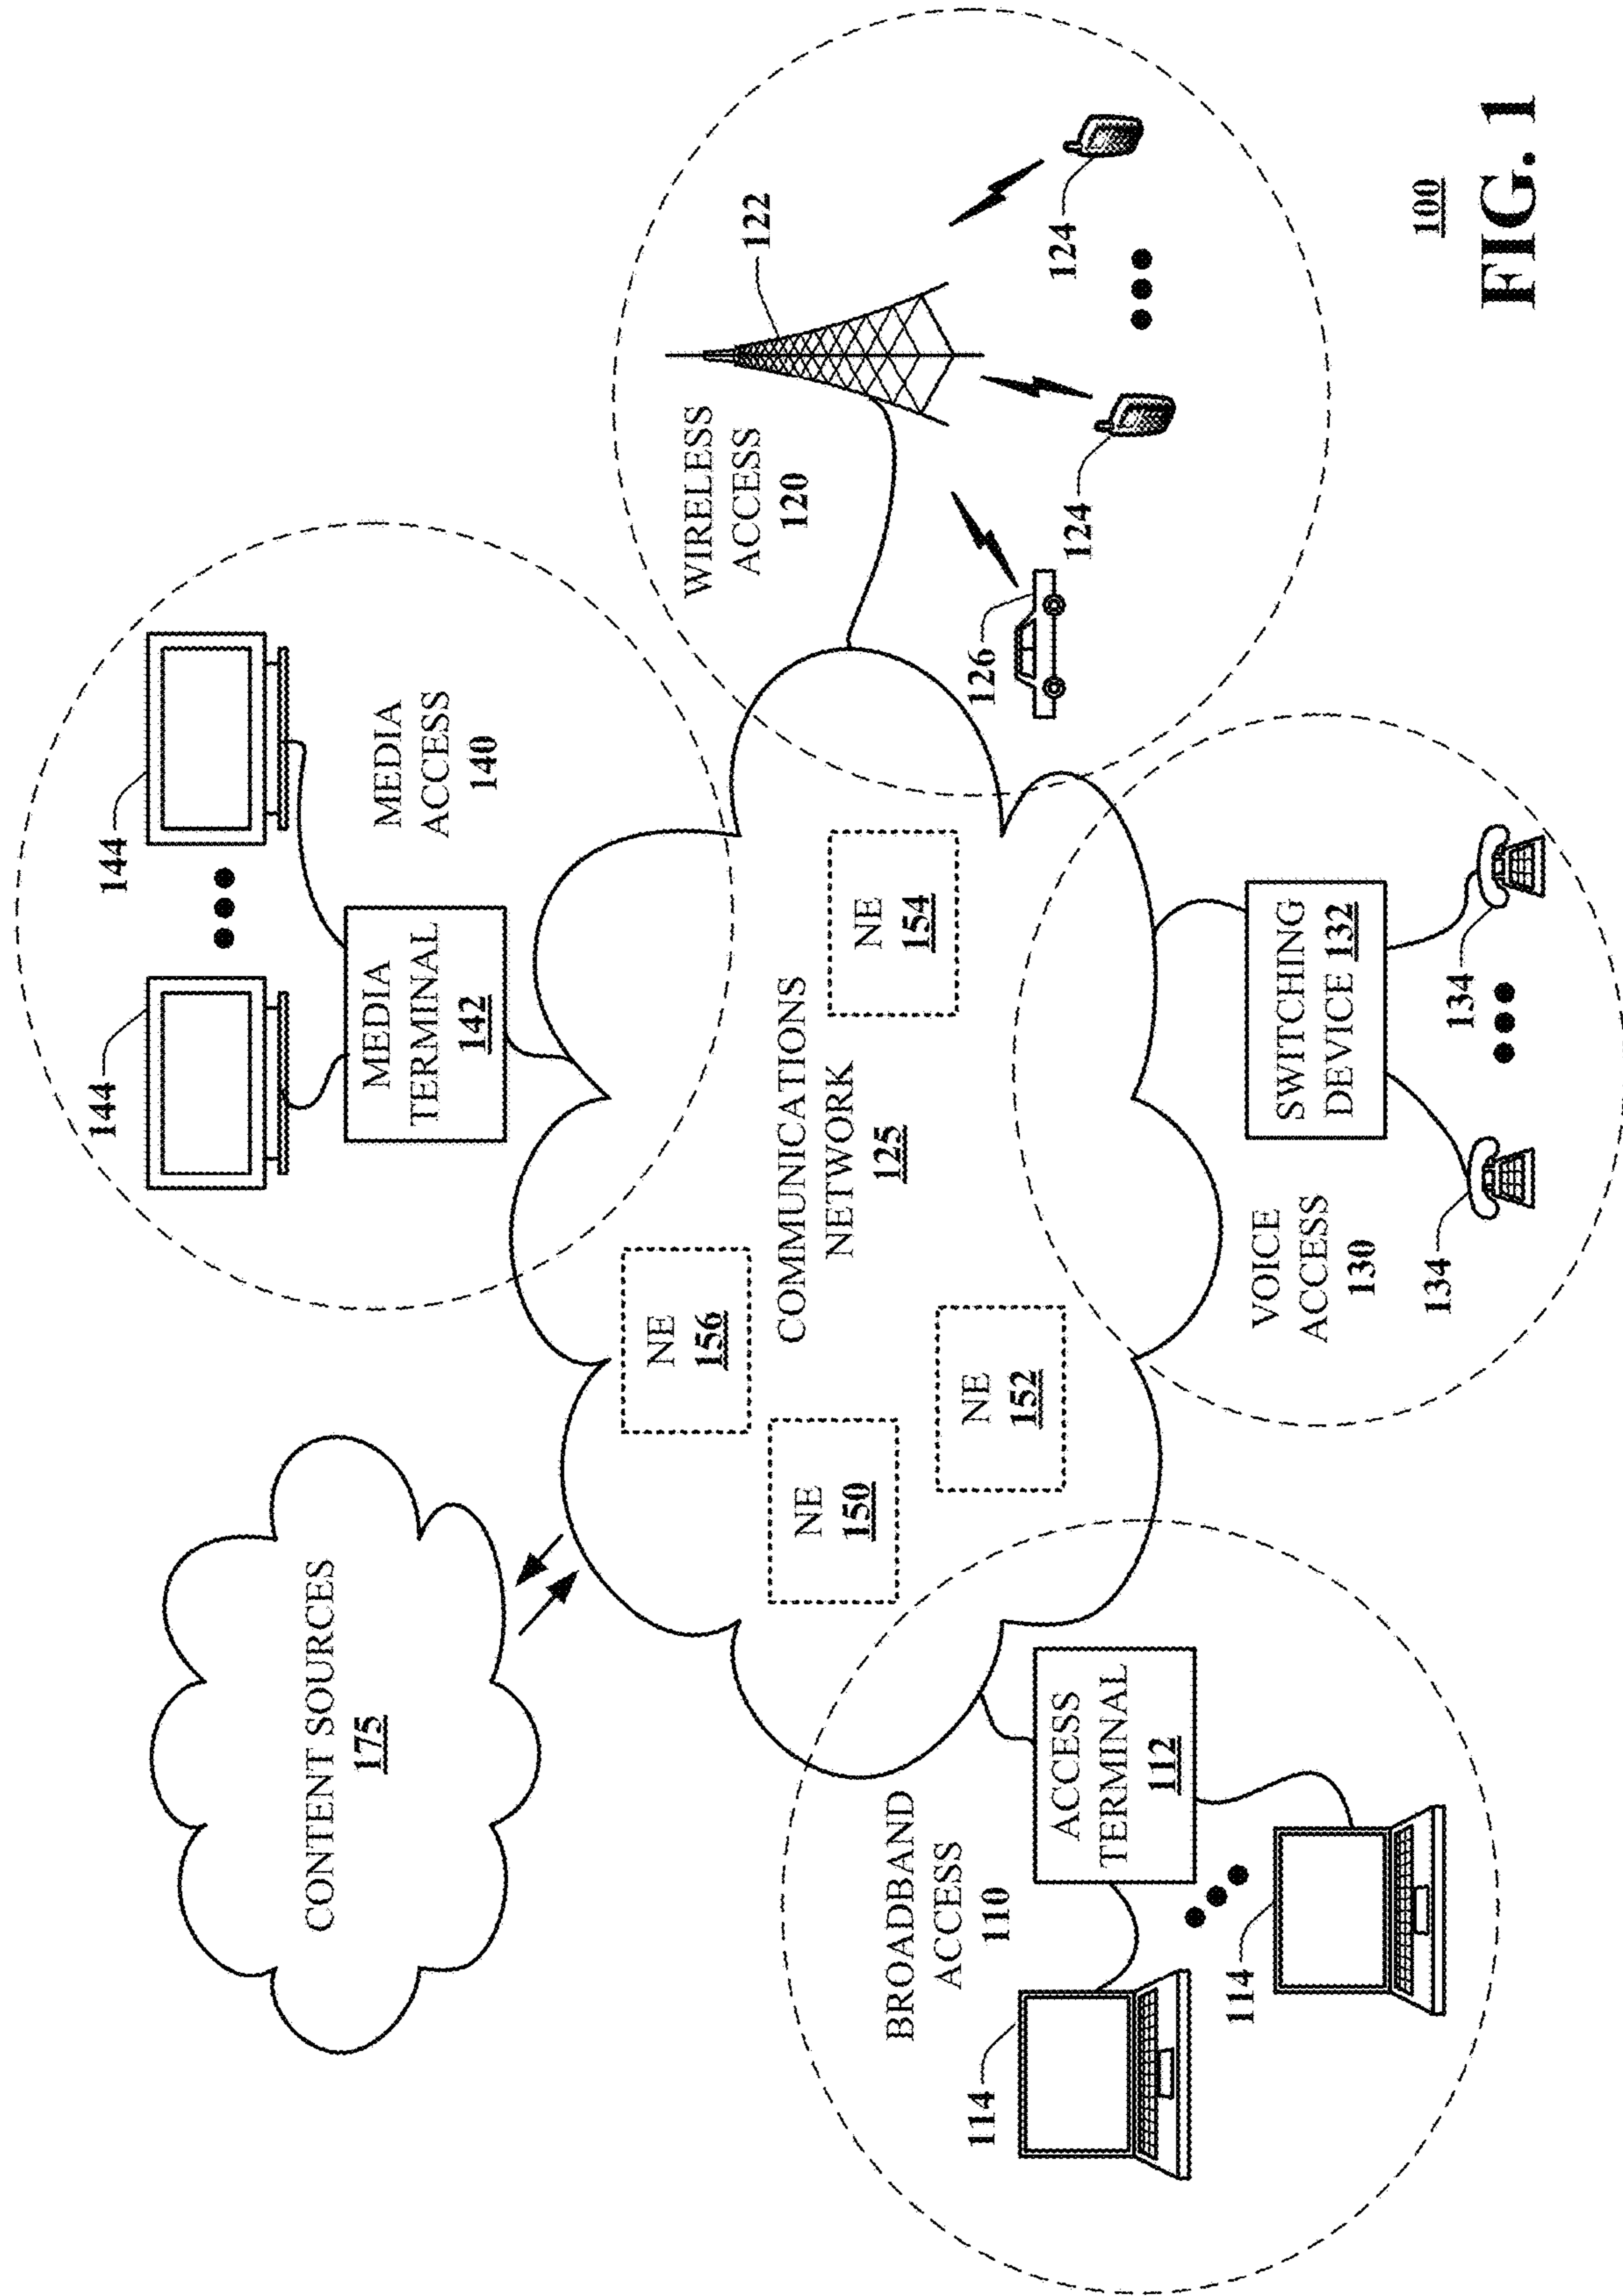 CONTENT SOURCES
175
144
144
MEDIA
TERMINAL
142
MEDIA
ACCESS
140
NE
156
NE
150
NE
152
NE
154
COMMUNICATIONS
NETWORK
125
WIRELESS
ACCESS
120
122
126
124
124
BROADBAND
ACCESS
110
ACCESS
TERMINAL
112
114
114
VOICE
ACCESS
130
SWITCHING
DEVICE 132
134
134
100
FIG. 1